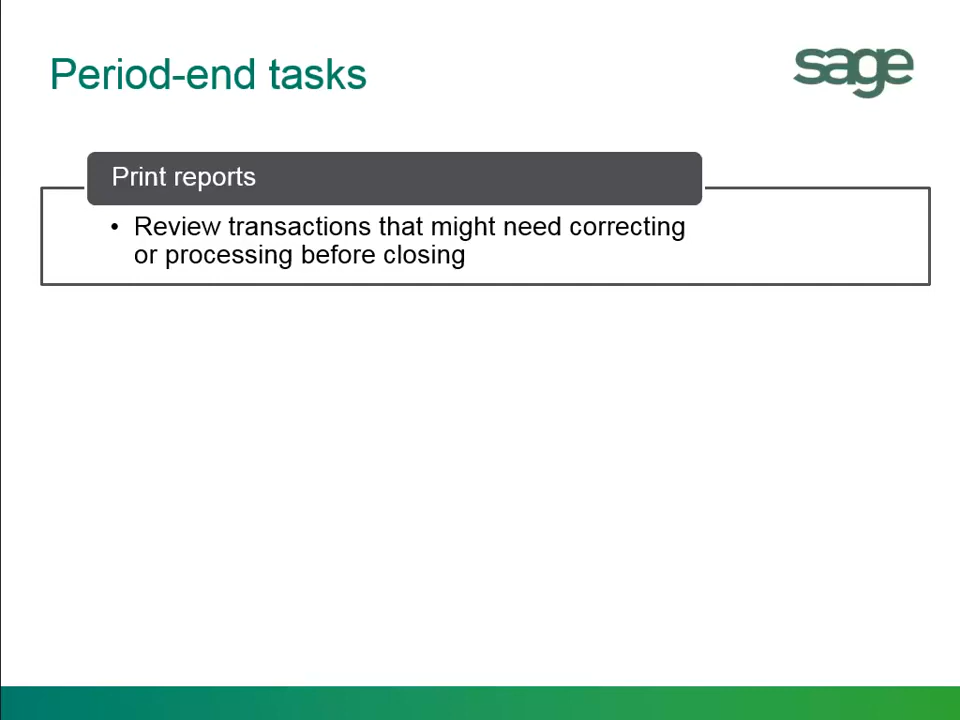 Period-end tasks
sage
Print reports
• Review transactions that might need correcting
or processing before closing